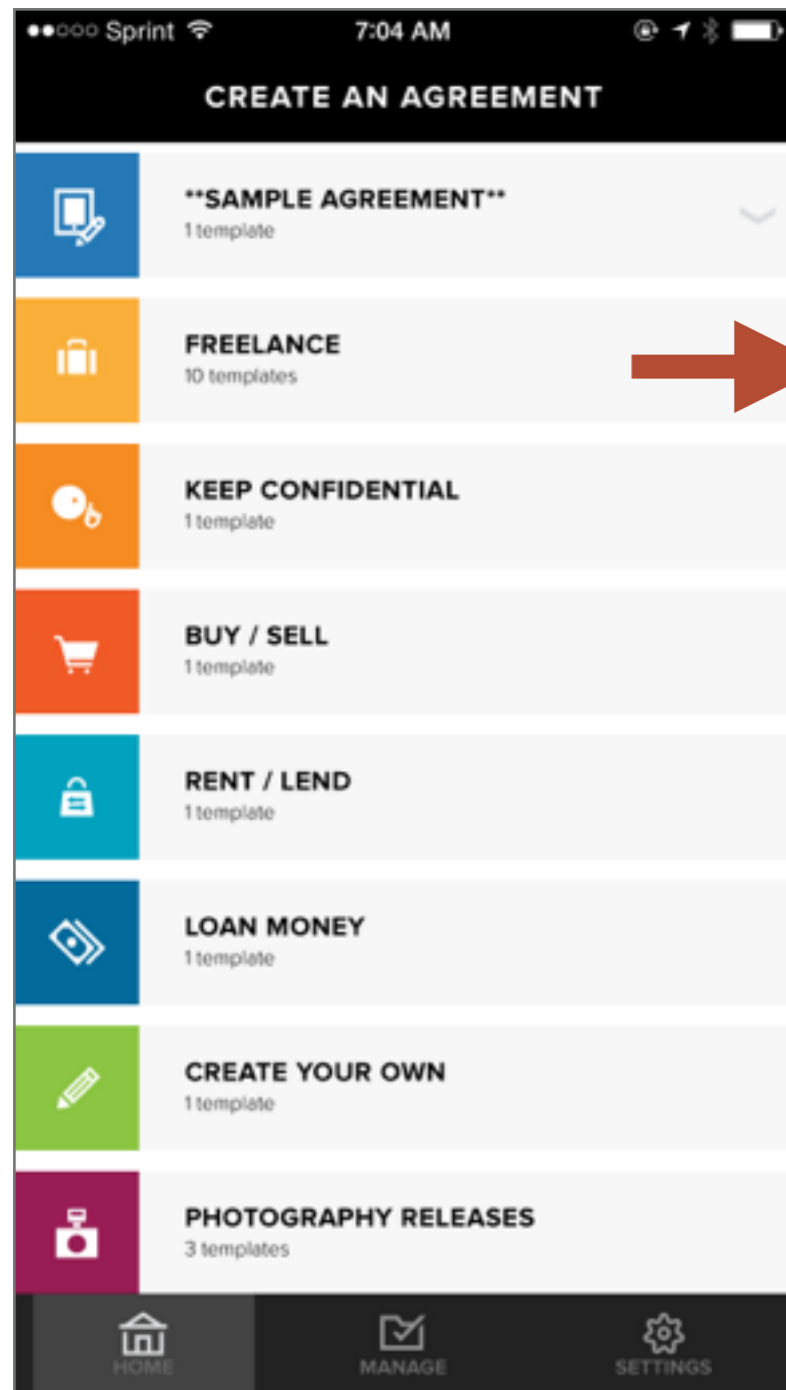 Sprint 7:04 AM
CREATE AN AGREEMENT
**SAMPLE AGREEMENT**
1 template
FREELANCE
10 templates
KEEP CONFIDENTIAL
1 template
BUY / SELL
1 template
RENT / LEND
1 template
LOAN MONEY
1 template
CREATE YOUR OWN
1 template
PHOTOGRAPHY RELEASES
3 templates
HOME MANAGE SETTINGS